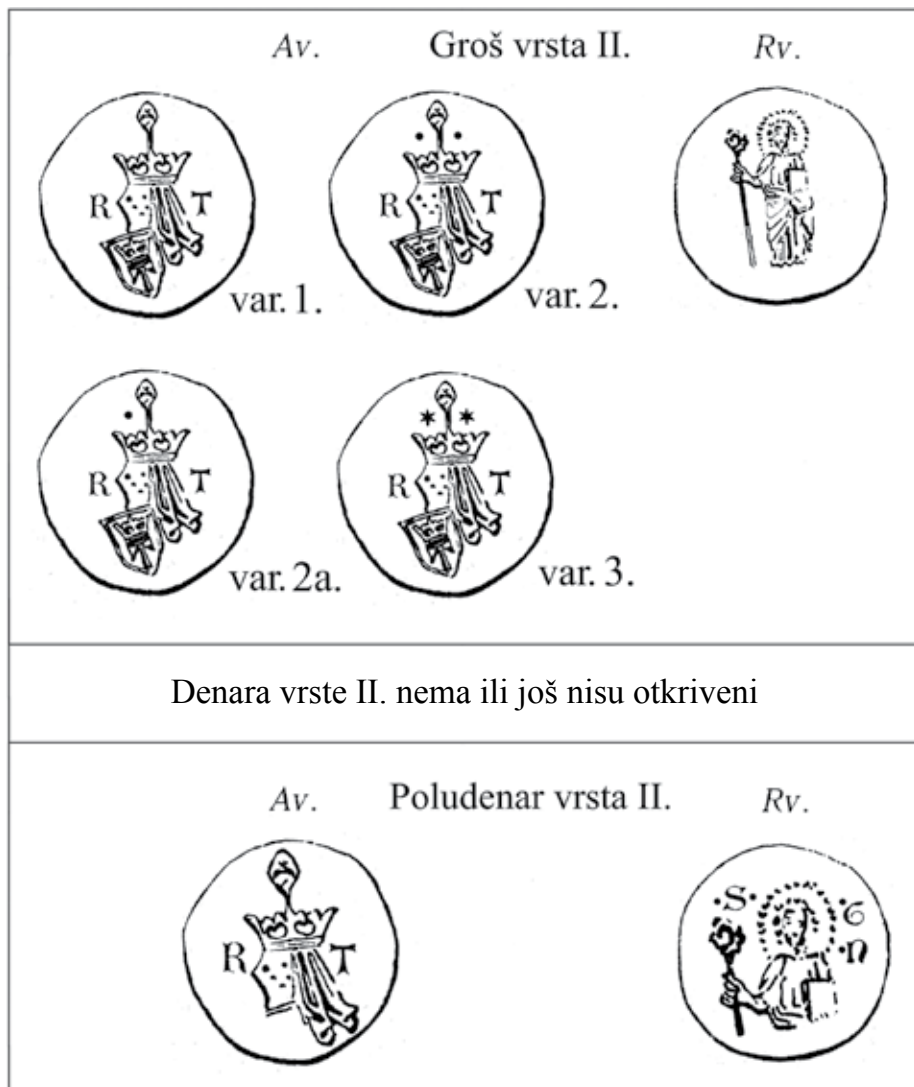 Av. Groš vrsta II. Rv.
R T var. 1.
R T var. 2.
R T var. 2a.
R T var. 3.
Denara vrste II. nema ili još nisu otkriveni
Av. Poludenar vrsta II. Rv.
R T
·S· ·G
·n